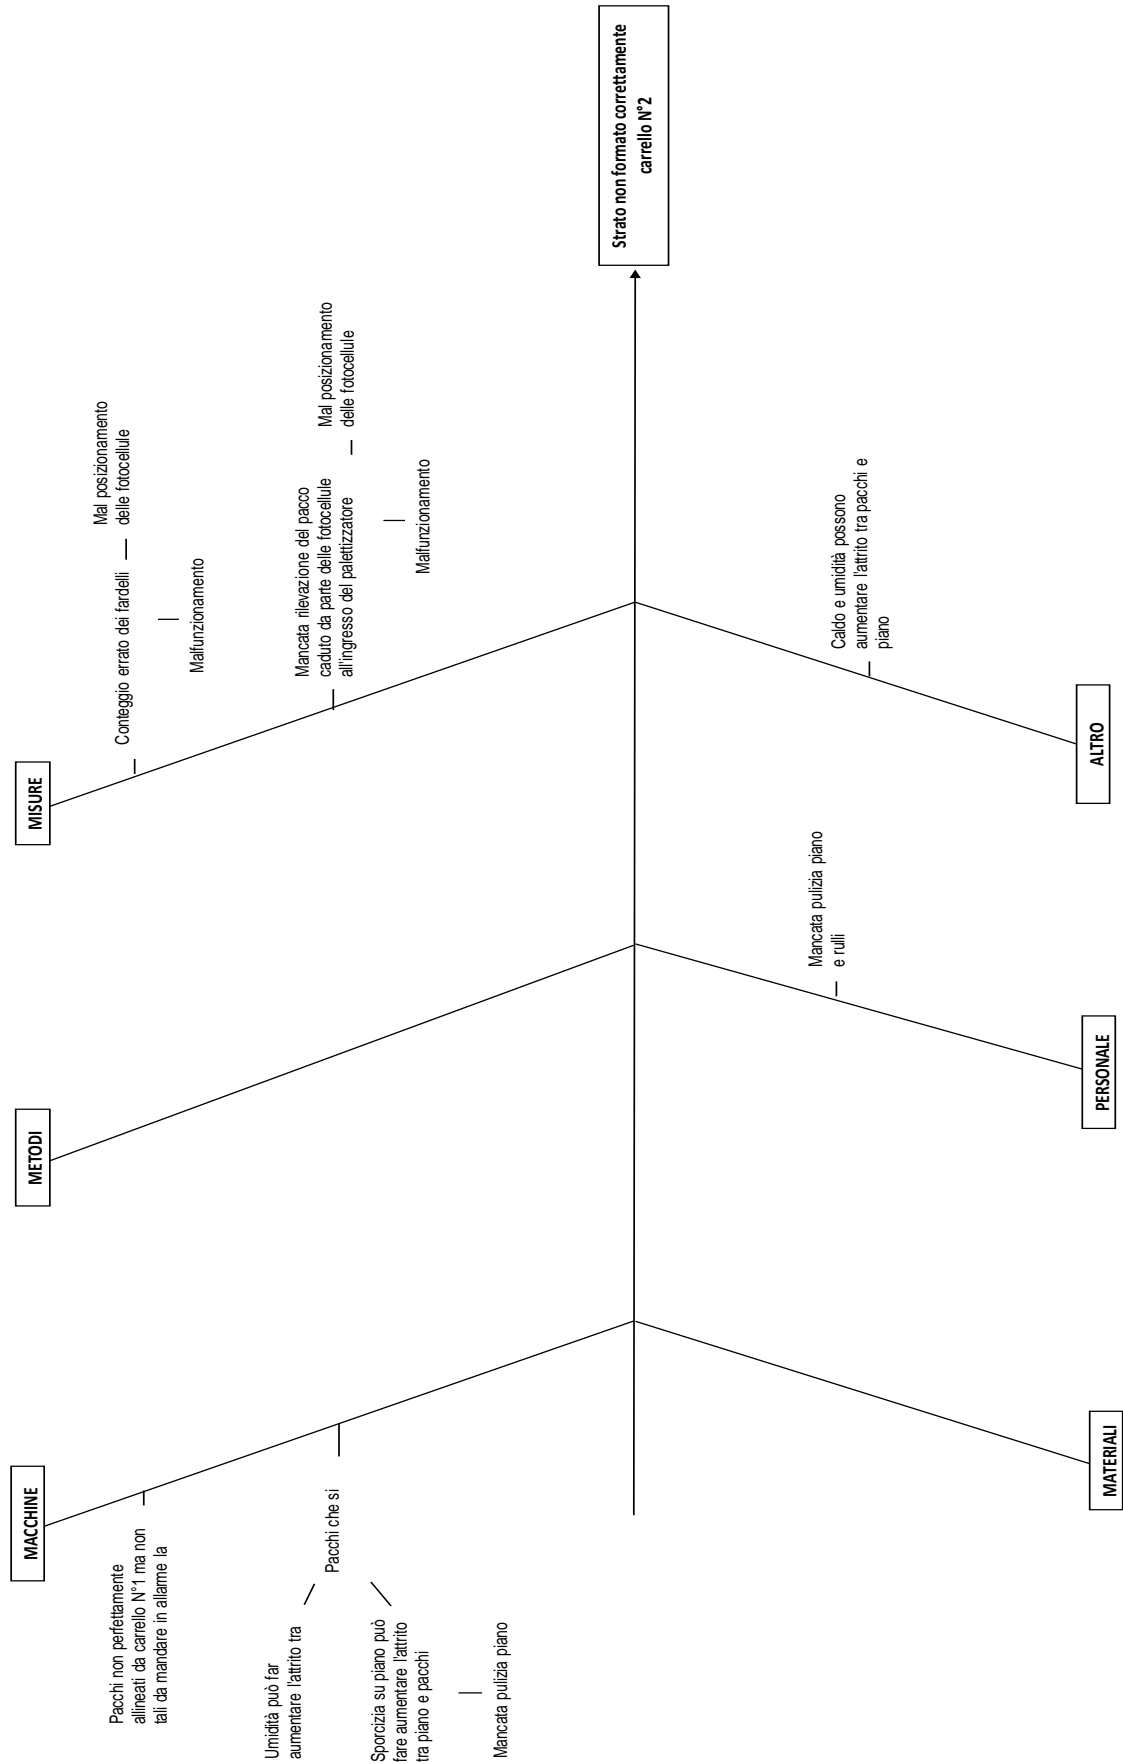 MACCHINE
Pacchi non perfettamente
allineati da carrello N°1 ma non
tali da mandare in allarme la
Pacchi che si
Umidità può far
aumentare l'attrito tra
Sporcizia su piano può
fare aumentare l'attrito
tra piano e pacchi
Mancata pulizia piano
METODI
MISURE
Conteggio errato dei fardelli
Mal posizionamento
delle fotocellule
Malfunzionamento
Mancata rilevazione del pacco
caduto da parte delle fotocellule
all'ingresso del palettizzatore
Mal posizionamento
delle fotocellule
Malfunzionamento
Strato non formato correttamente
carrello N°2
MATERIALI
PERSONALE
Mancata pulizia piano
e rulli
ALTRO
Caldo e umidità possono
aumentare l'attrito tra pacchi e
piano